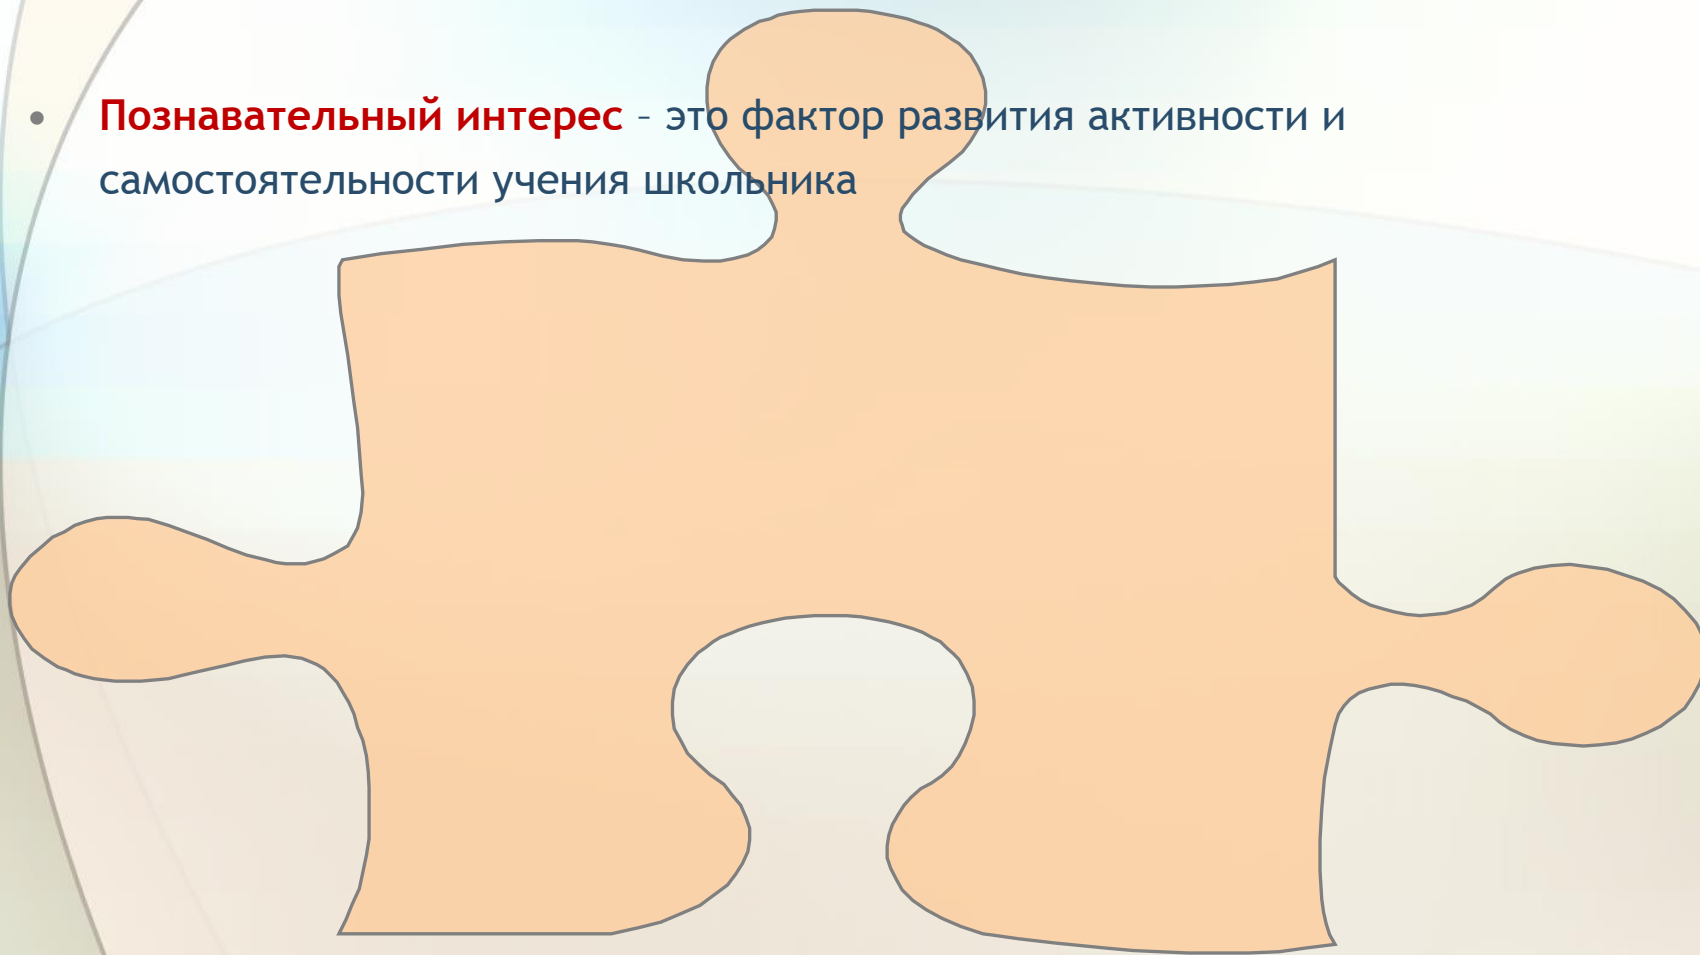 • Познавательный интерес – это фактор развития активности и
самостоятельности учения школьника